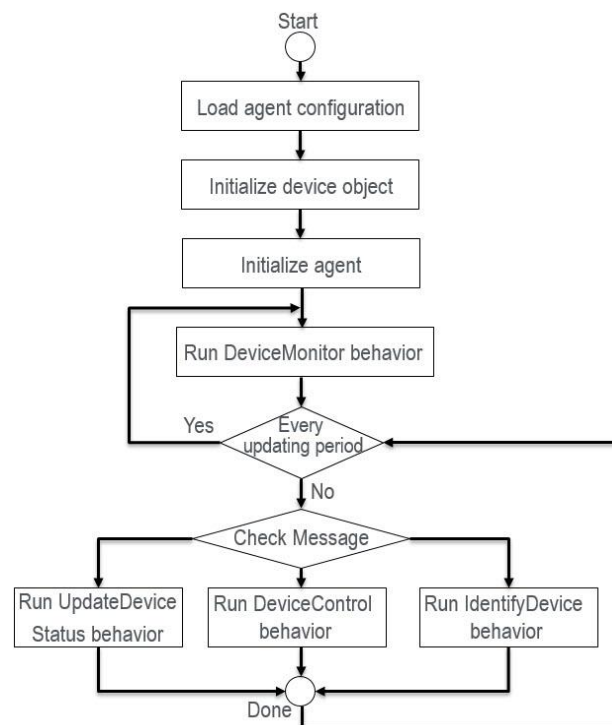 Start
Load agent configuration
Initialize device object
Initialize agent
Run DeviceMonitor behavior
Yes
Every
updating period
No
Check Message
Run UpdateDevice
Status behavior
Run DeviceControl
behavior
Run IdentifyDevice
behavior
Done